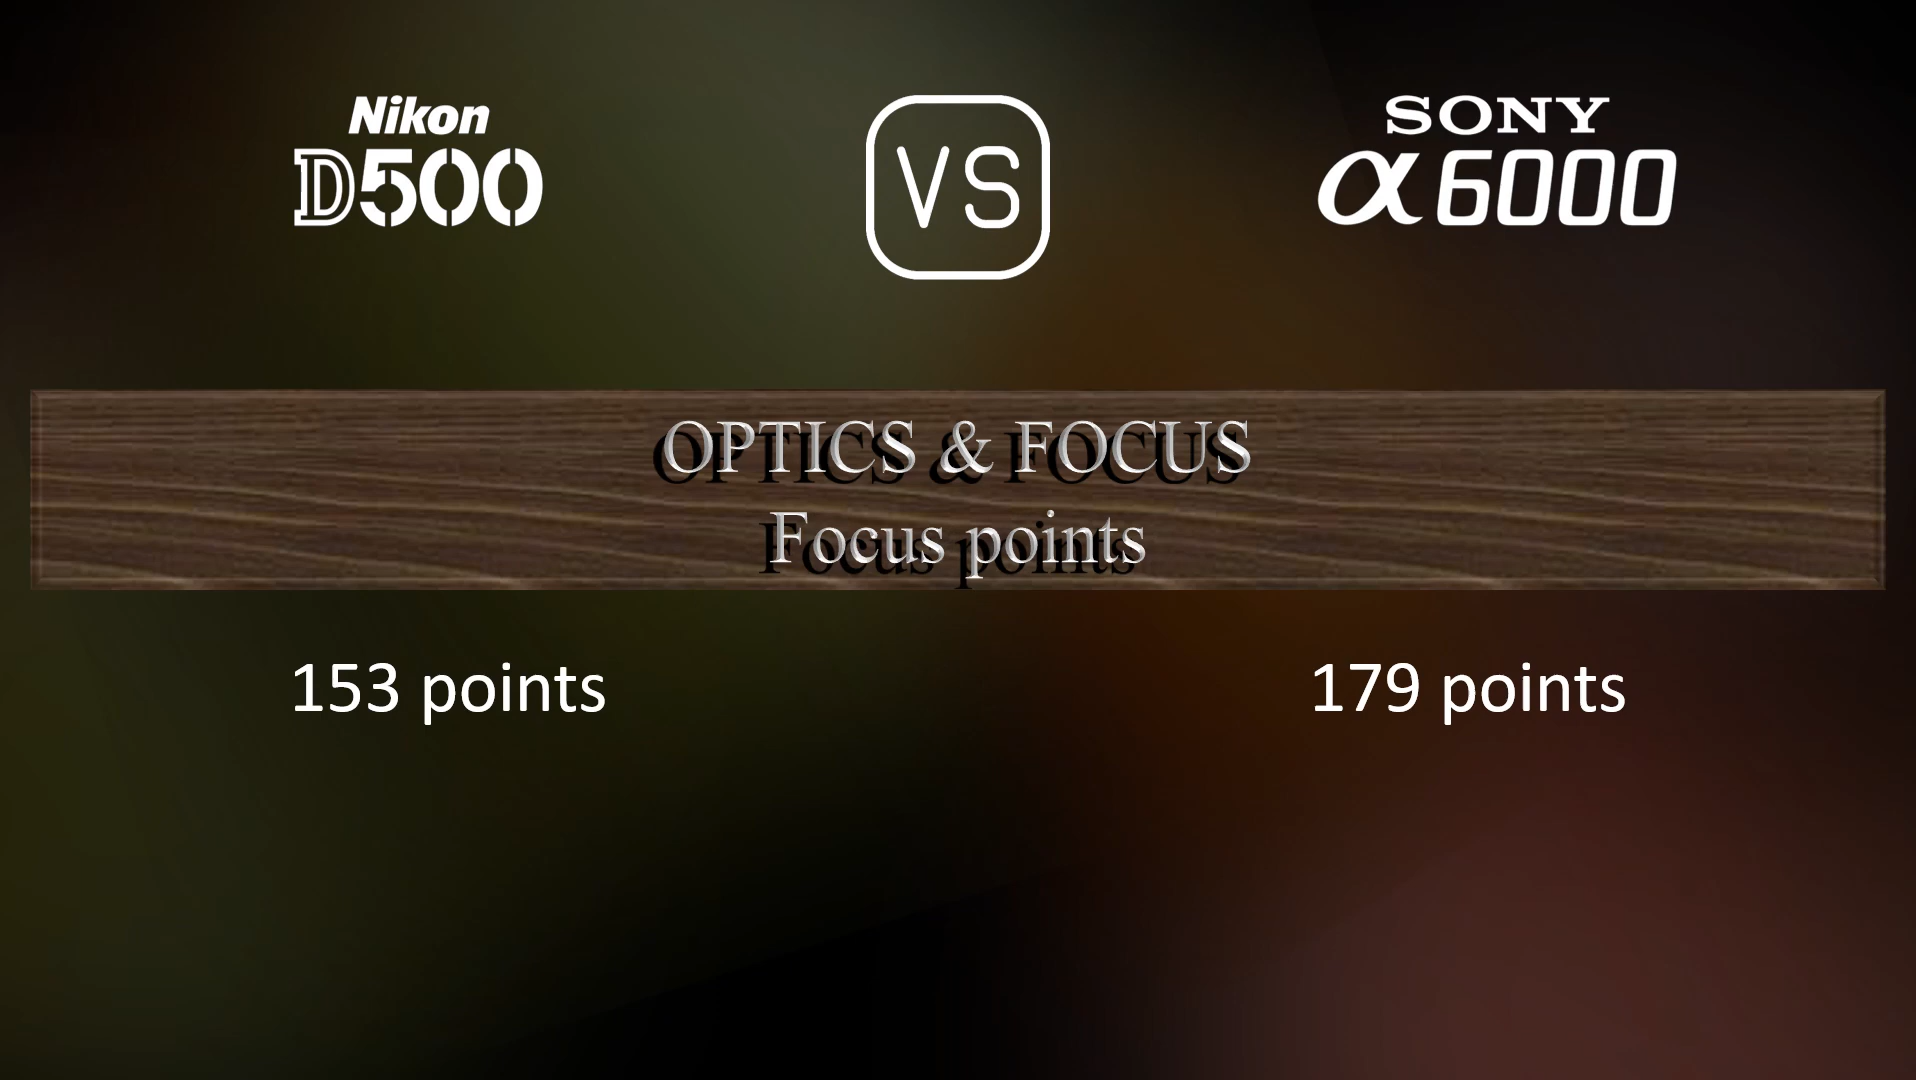 Nikon
D500
VS
SONY
α6000
OPTICS & FOCUS
Focus points
153 points
179 points